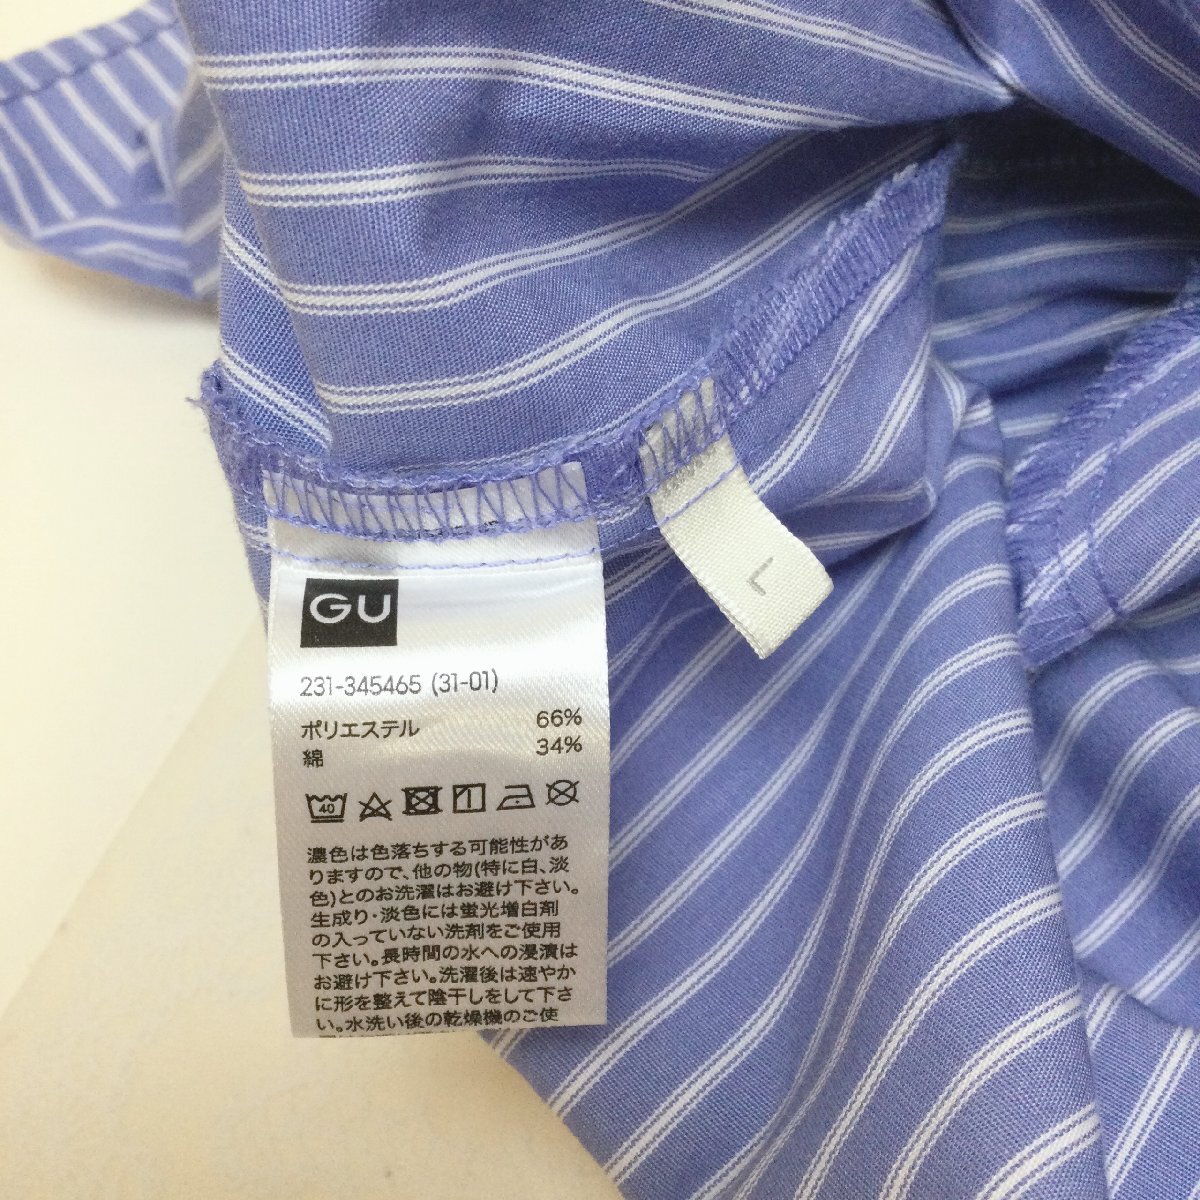 GU
231-345465 (31-01)
ポリエステル 66%
綿 34%
40
濃色は色落ちする可能性があ
りますので、他の物(特に白、淡
色)とのお洗濯はお避け下さい。
生成り・淡色には蛍光増白剤
の入っていない洗剤をご使用
下さい。長時間の水への浸漬は
お避け下さい。洗濯後は速やか
に形を整えて陰干しをして下さ
い。水洗い後の乾燥機のご使
L